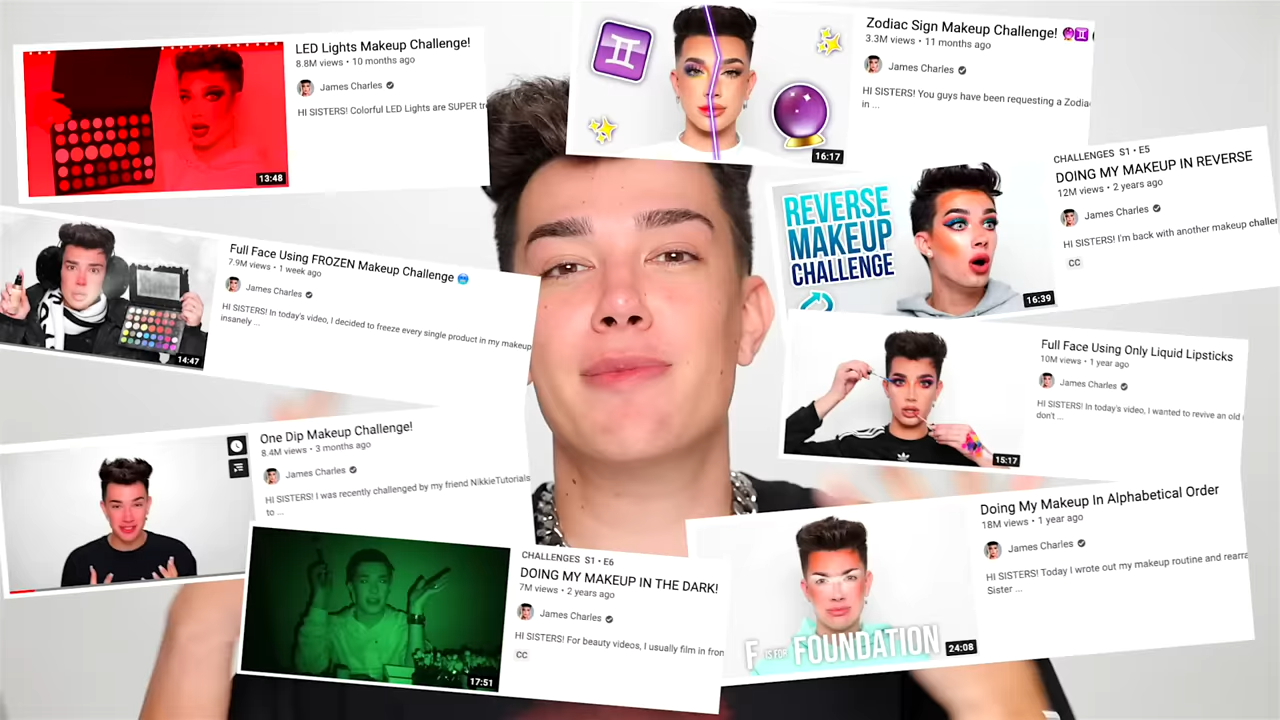 LED Lights Makeup Challenge!
8.8M views • 10 months ago
James Charles
HI SISTERS! Colorful LED Lights are SUPER
13:48
Zodiac Sign Makeup Challenge! 🔮♊
3.3M views • 11 months ago
James Charles
HI SISTERS! You guys have been requesting a
in ...
16:17
CHALLENGES S1 • E5
DOING MY MAKEUP IN REVERSE
12M views • 2 years ago
James Charles
HI SISTERS! I'm back with another makeup
CC
REVERSE
MAKEUP
CHALLENGE
16:39
Full Face Using FROZEN Makeup Challenge 🥶
7.9M views • 1 week ago
James Charles
HI SISTERS! In today's video, I decided to freeze every single product in my makeup
insanely ...
14:47
Full Face Using Only Liquid Lipsticks
10M views • 1 year ago
James Charles
HI SISTERS! In today's video, I wanted to revive an old
don't ...
15:17
One Dip Makeup Challenge!
8.4M views • 3 months ago
James Charles
HI SISTERS! I was recently challenged by my friend NikkieTutorials
to ...
Doing My Makeup In Alphabetical Order
18M views • 1 year ago
James Charles
HI SISTERS! Today I wrote out my makeup routine and
Sister ...
F IS FOR FOUNDATION
24:08
CHALLENGES S1 • E6
DOING MY MAKEUP IN THE DARK!
7M views • 2 years ago
James Charles
HI SISTERS! For beauty videos, I usually film in
CC
17:51